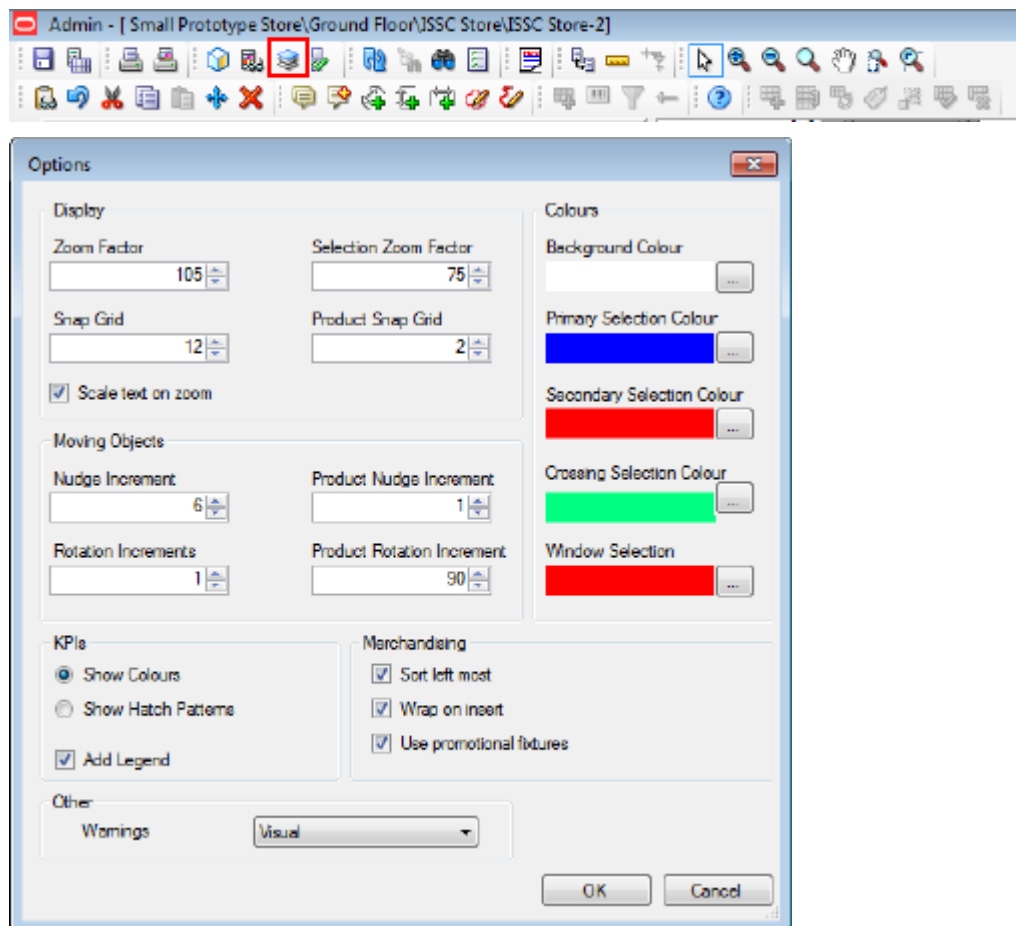 Admin - [ Small Prototype Store\Ground Floor\ISSC Store\ISSC Store-2]
Options
Display
Zoom Factor
Selection Zoom Factor
105
75
Snap Grid
Product Snap Grid
12
2
Scale text on zoom
Colours
Background Colour
...
Primary Selection Colour
...
Secondary Selection Colour
...
Crossing Selection Colour
...
Window Selection
...
Moving Objects
Nudge Increment
Product Nudge Increment
6
1
Rotation Increments
Product Rotation Increment
1
90
KPIs
Show Colours
Show Hatch Patterns
Add Legend
Merchandising
Sort left most
Wrap on insert
Use promotional fixtures
Other
Warnings
Visual
OK
Cancel